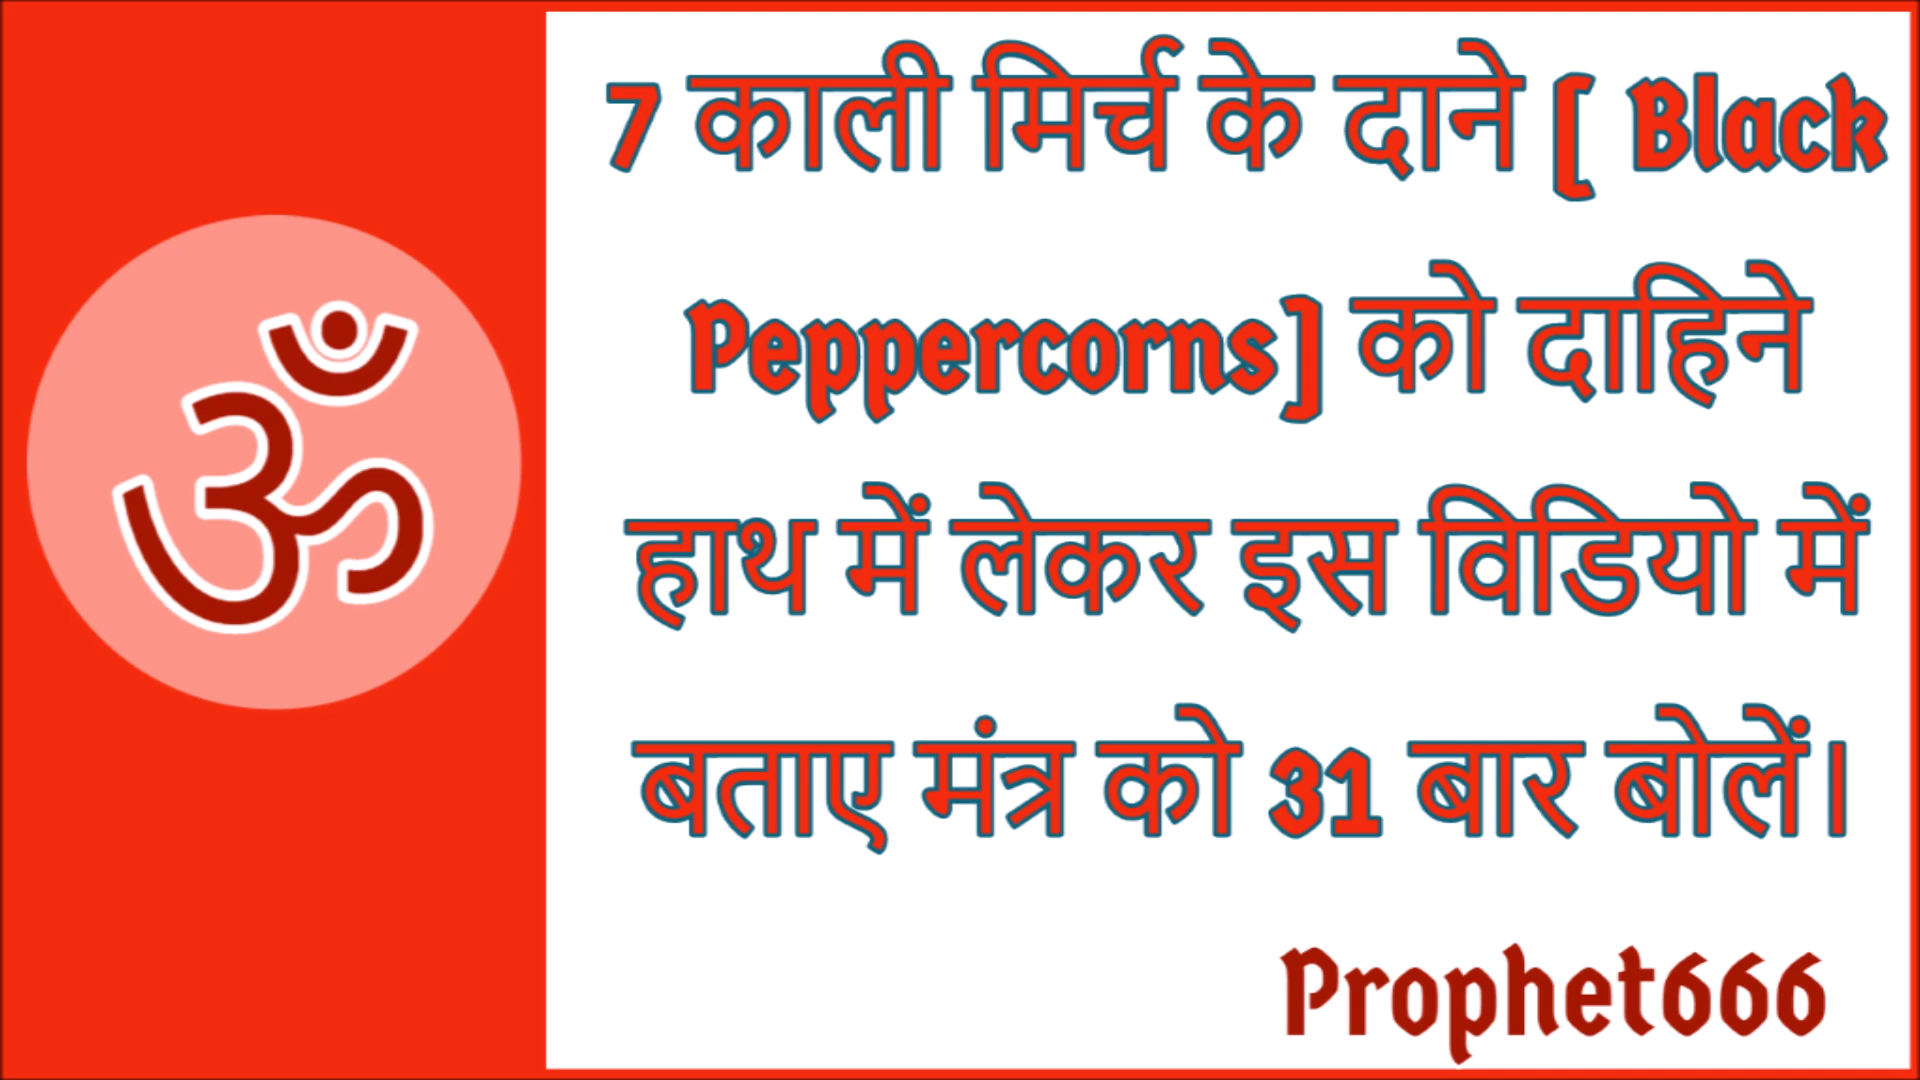 7 काली मिर्च के दाने [ Black
Peppercorns] को दाहिने
हाथ में लेकर इस विडियो में
बताए मंत्र को 31 बार बोलें।
Prophet666
ॐ